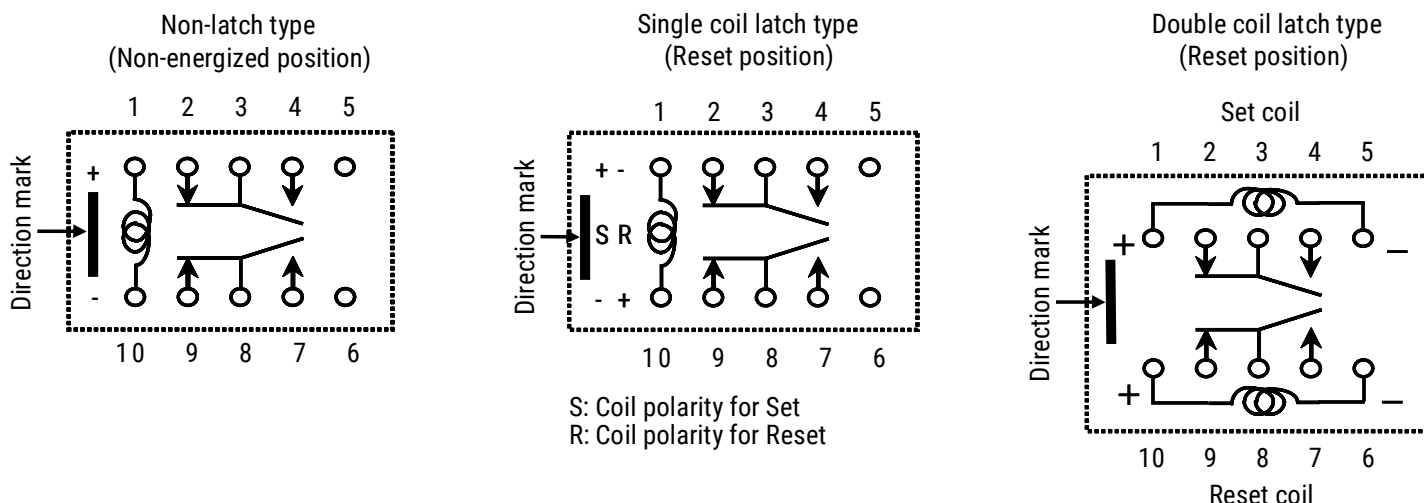 Non-latch type
(Non-energized position)
1 2 3 4 5
Direction mark
+
-
10 9 8 7 6
Single coil latch type
(Reset position)
1 2 3 4 5
Direction mark
+ -
S R
- +
10 9 8 7 6
S: Coil polarity for Set
R: Coil polarity for Reset
Double coil latch type
(Reset position)
Set coil
1 2 3 4 5
Direction mark
+ –
+ –
10 9 8 7 6
Reset coil